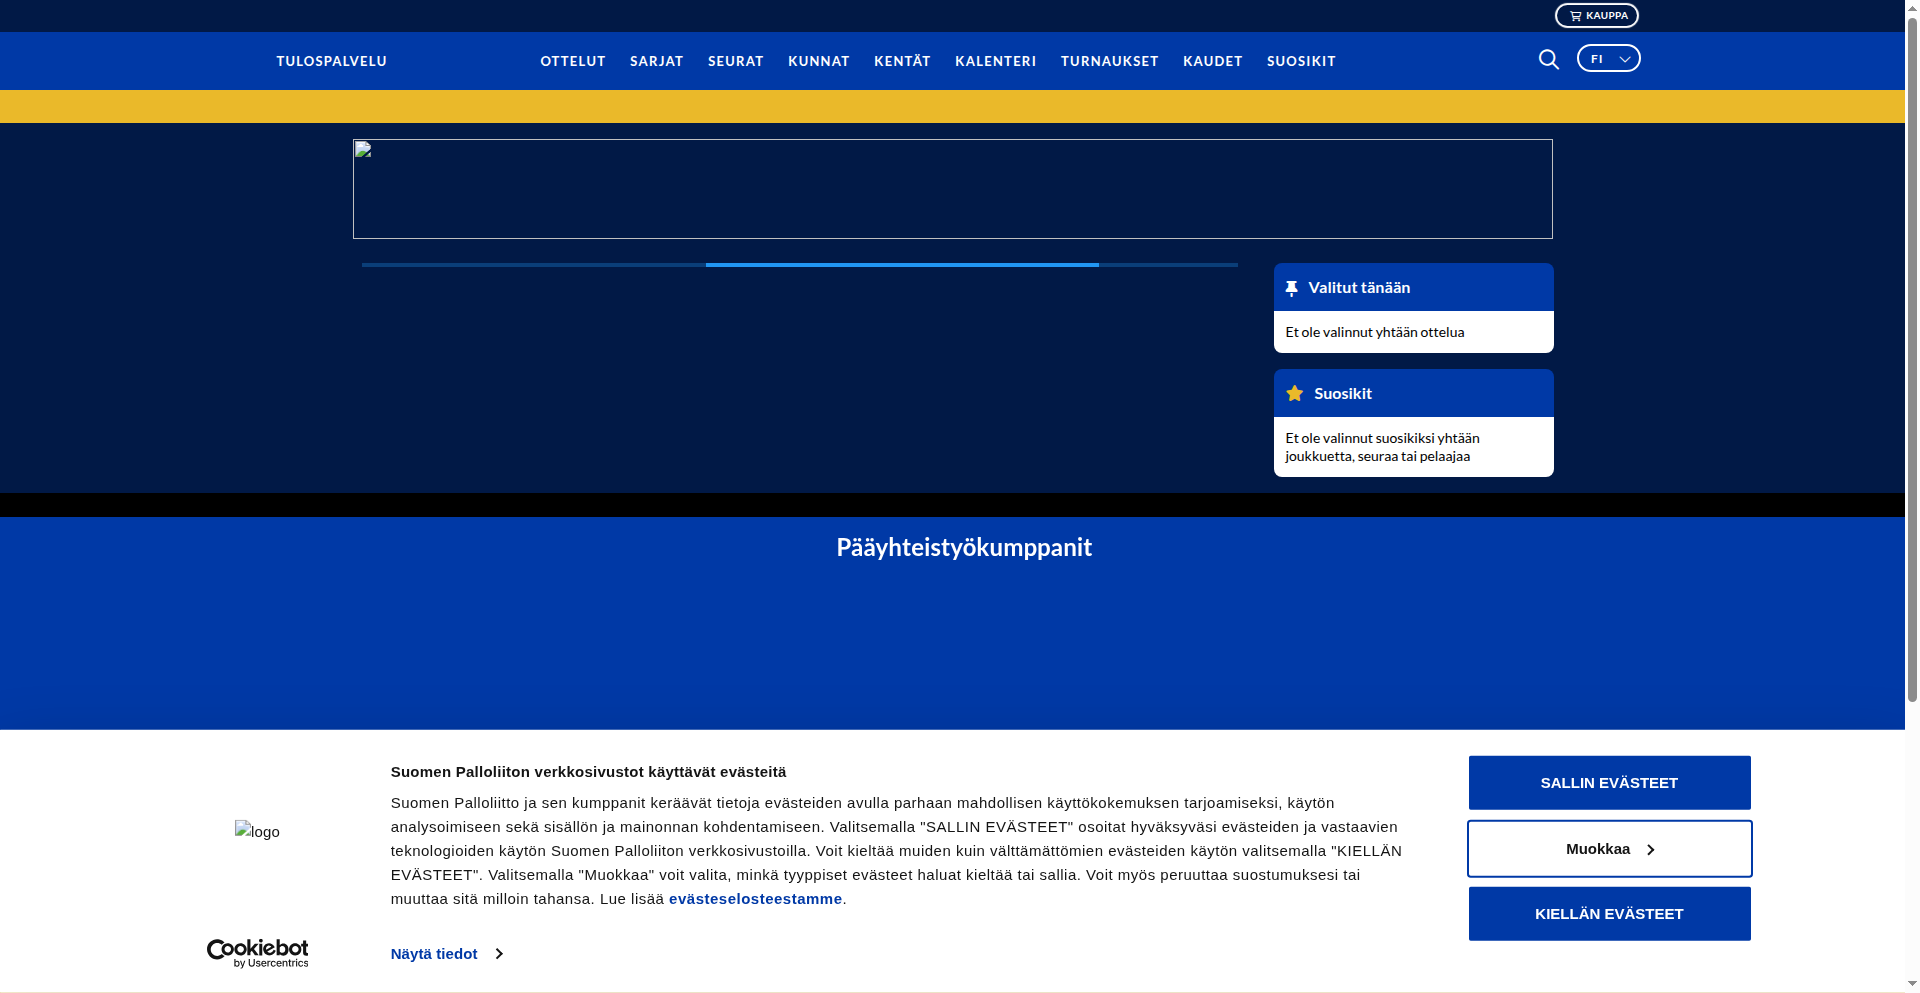 KAUPPA
TULOSPALVELU OTTELUT SARJAT SEURAT KUNNAT KENTÄT KALENTERI TURNAUKSET KAUDET SUOSIKIT FI
Valitut tänään
Et ole valinnut yhtään ottelua
Suosikit
Et ole valinnut suosikiksi yhtään
joukkuetta, seuraa tai pelaajaa
Pääyhteistyökumppanit
logo
Cookiebot
by Usercentrics
Suomen Palloliiton verkkosivustot käyttävät evästeitä
Suomen Palloliitto ja sen kumppanit keräävät tietoja evästeiden avulla parhaan mahdollisen käyttökokemuksen tarjoamiseksi, käytön
analysoimiseen sekä sisällön ja mainonnan kohdentamiseen. Valitsemalla "SALLIN EVÄSTEET" osoitat hyväksyväsi evästeiden ja vastaavien
teknologioiden käytön Suomen Palloliiton verkkosivustoilla. Voit kieltää muiden kuin välttämättömien evästeiden käytön valitsemalla "KIELLÄN
EVÄSTEET". Valitsemalla "Muokkaa" voit valita, minkä tyyppiset evästeet haluat kieltää tai sallia. Voit myös peruuttaa suostumuksesi tai
muuttaa sitä milloin tahansa. Lue lisää evästeselosteestamme.
Näytä tiedot
SALLIN EVÄSTEET
Muokkaa
KIELLÄN EVÄSTEET